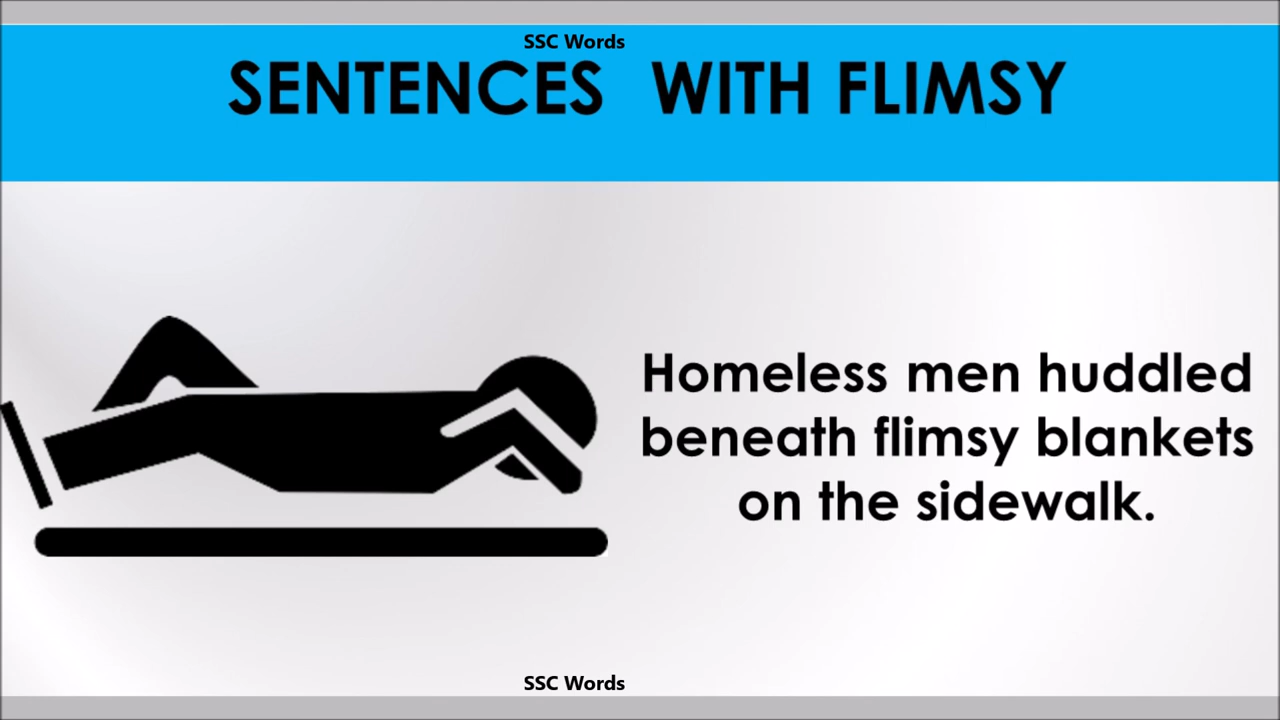 SSC Words
SENTENCES WITH FLIMSY
Homeless men huddled
beneath flimsy blankets
on the sidewalk.
SSC Words